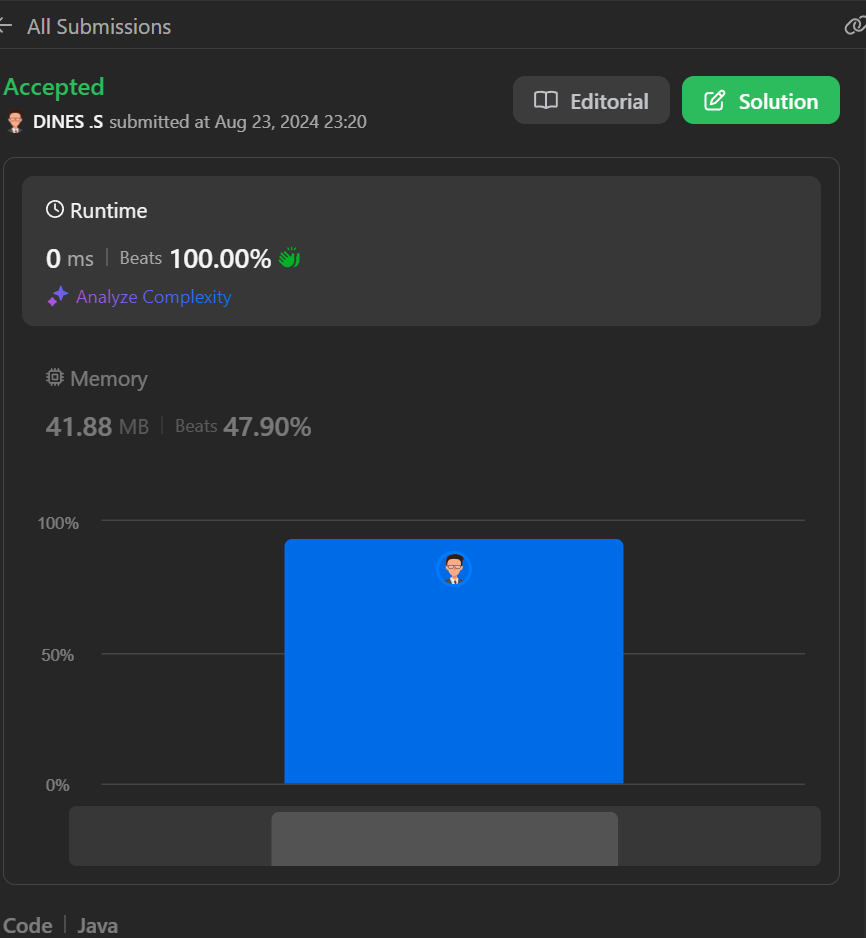 All Submissions
Accepted
Editorial
Solution
DINES .S submitted at Aug 23, 2024 23:20
Runtime
0 ms | Beats 100.00%
Analyze Complexity
Memory
41.88 MB | Beats 47.90%
100%
50%
0%
Code | Java